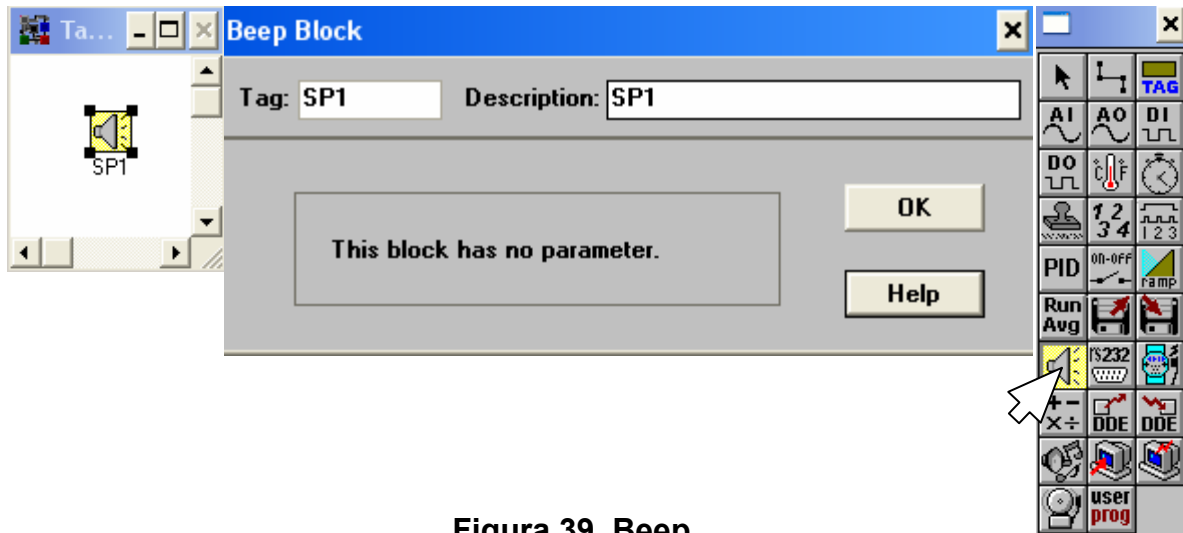 Ta...
SP1
Beep Block
Tag: SP1 Description: SP1
This block has no parameter.
OK
Help
TAG
AI AO DI
DO °C °F
1 2 3 4 1 2 3
PID on-off ramp
Run Avg
rs232
+ − × ÷ DDE DDE
user prog
Figura 39. Beep